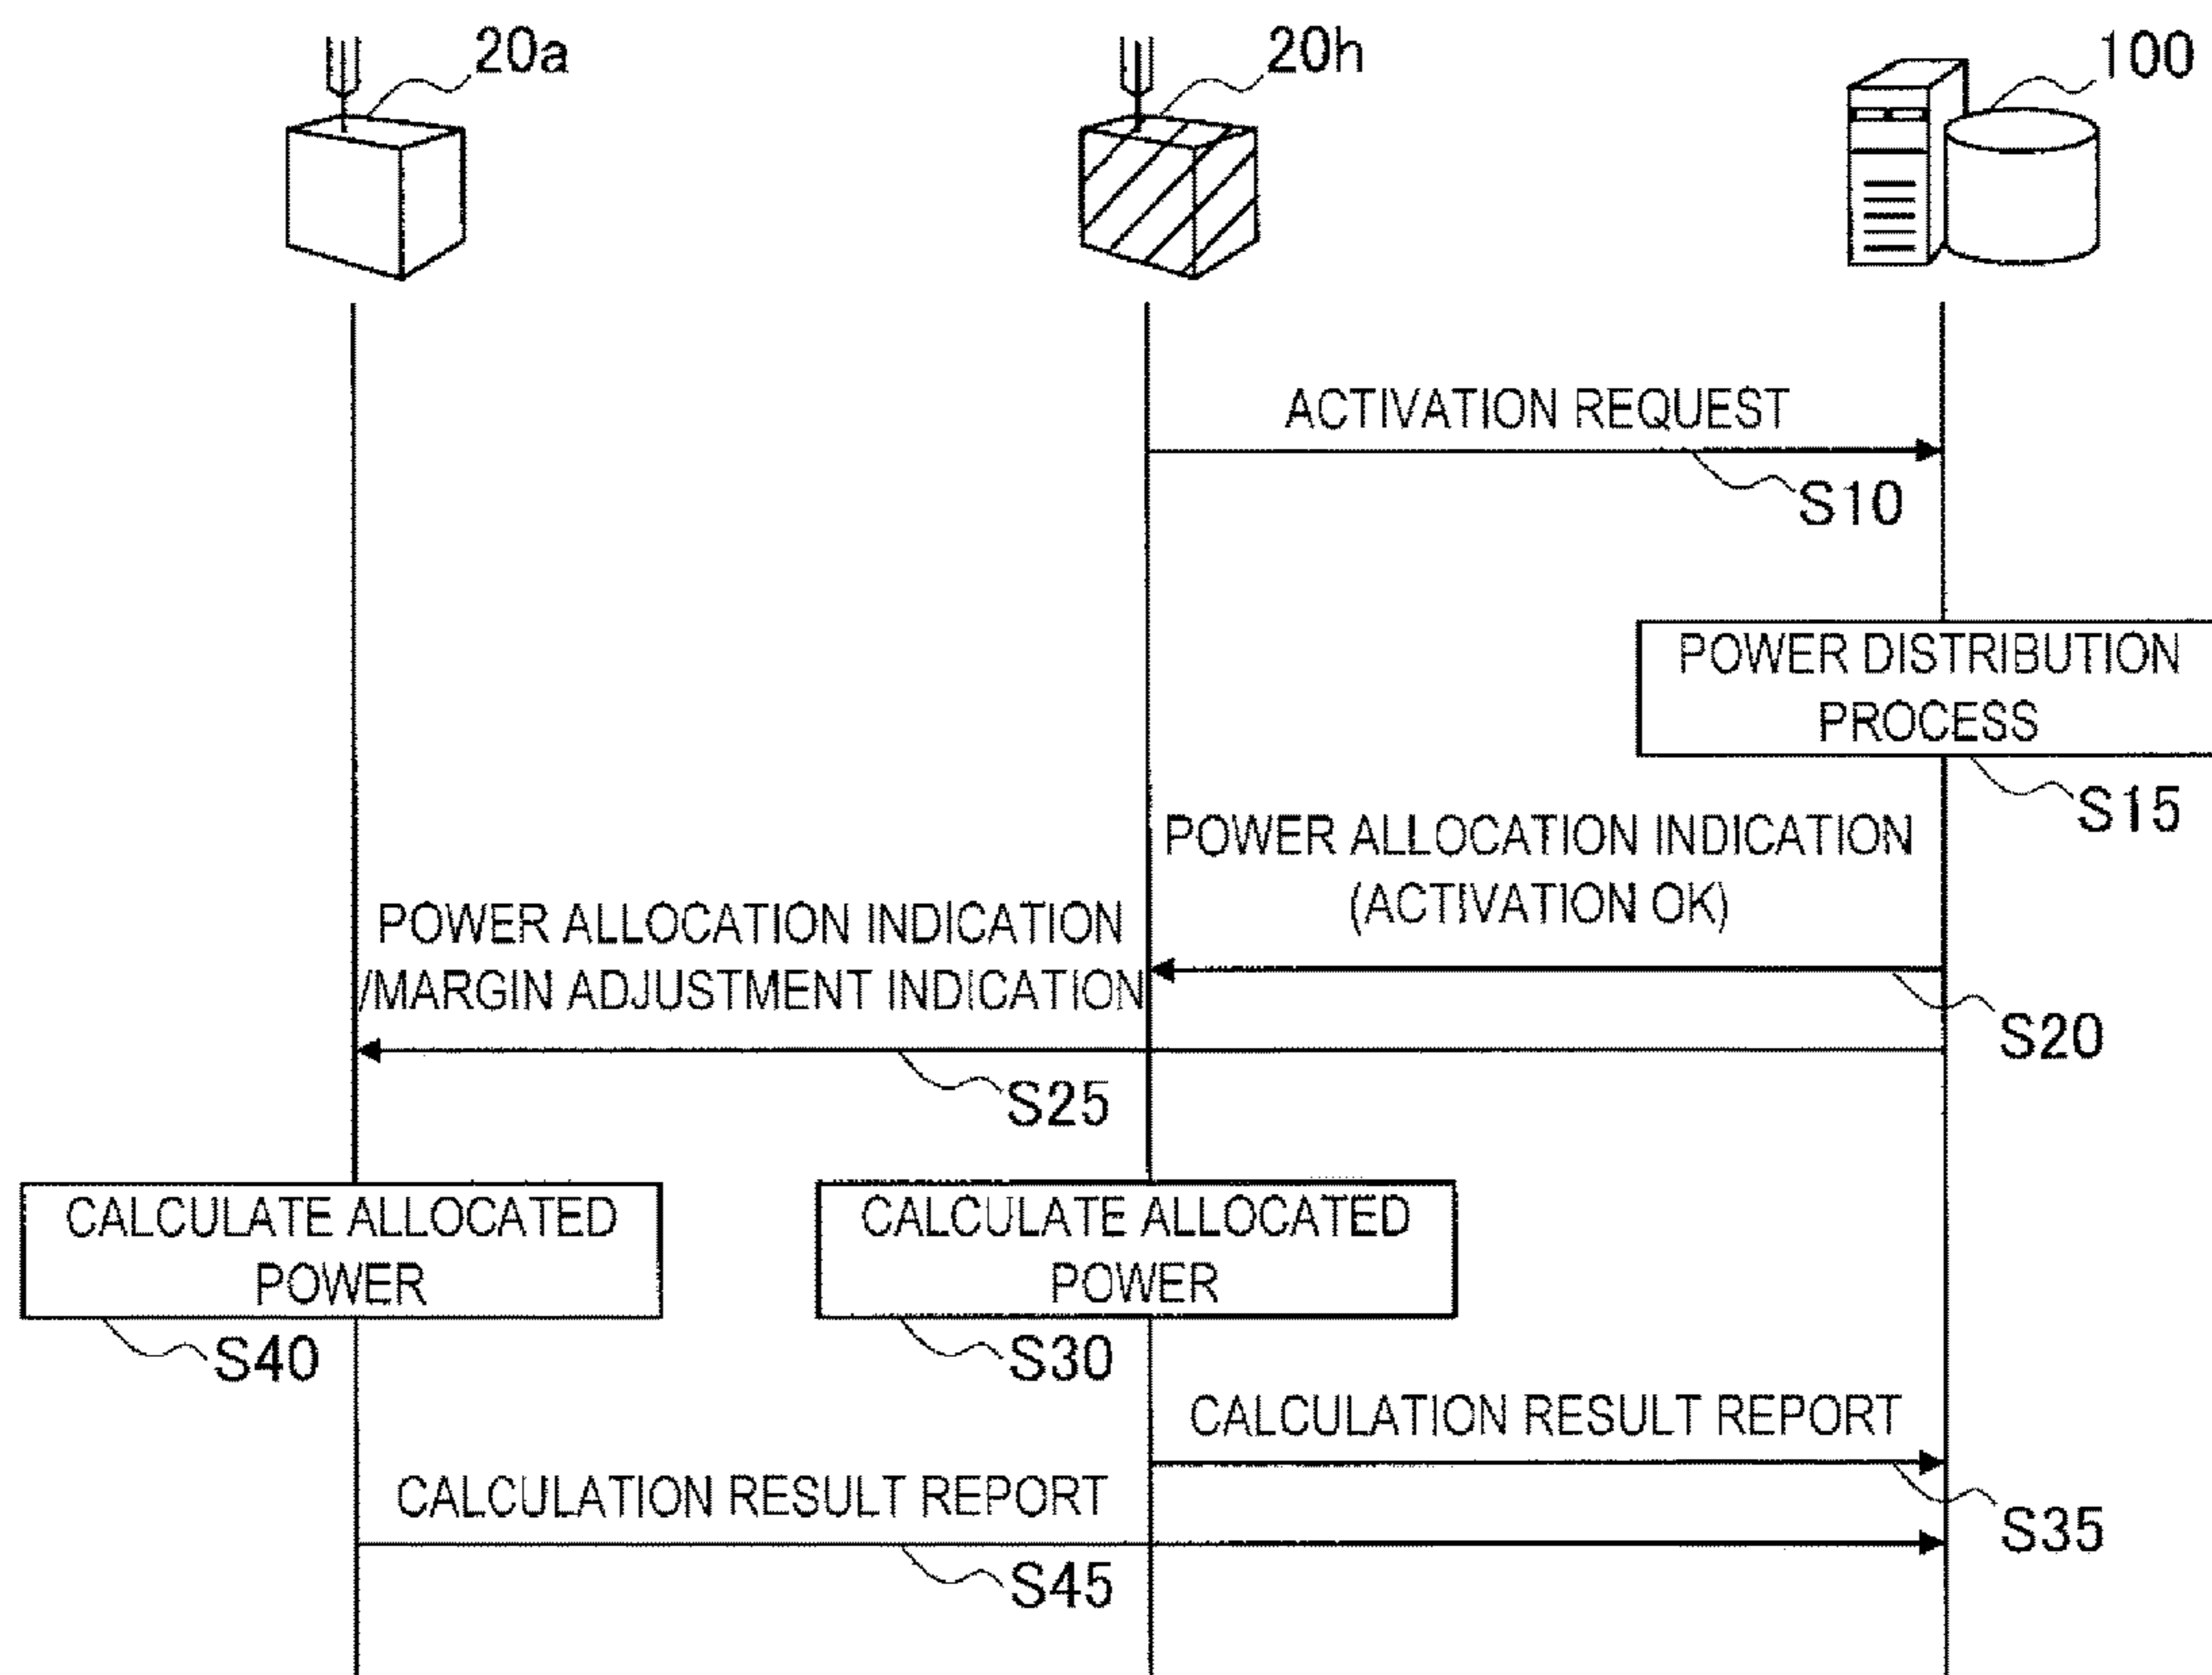 20a
20h
100
ACTIVATION REQUEST
S10
POWER DISTRIBUTION
PROCESS
S15
POWER ALLOCATION INDICATION
(ACTIVATION OK)
S20
POWER ALLOCATION INDICATION
/MARGIN ADJUSTMENT INDICATION
S25
CALCULATE ALLOCATED
POWER
S40
CALCULATE ALLOCATED
POWER
S30
CALCULATION RESULT REPORT
S35
CALCULATION RESULT REPORT
S45